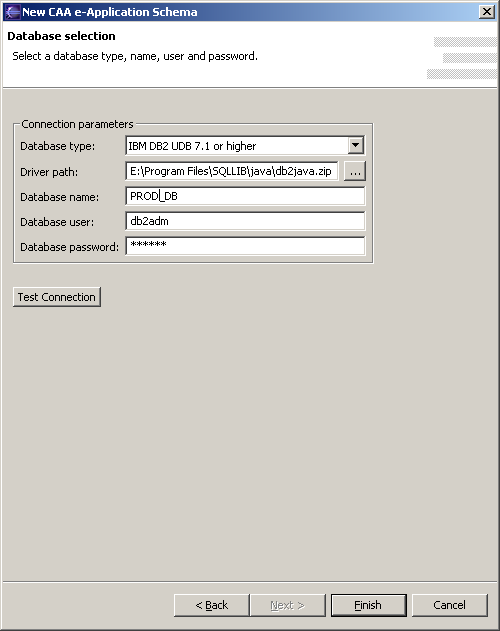 New CAA e-Application Schema
Database selection
Select a database type, name, user and password.
Connection parameters
Database type: IBM DB2 UDB 7.1 or higher
Driver path: E:\Program Files\SQLLIB\java\db2java.zip ...
Database name: PROD_DB
Database user: db2adm
Database password: ******
Test Connection
< Back Next > Finish Cancel